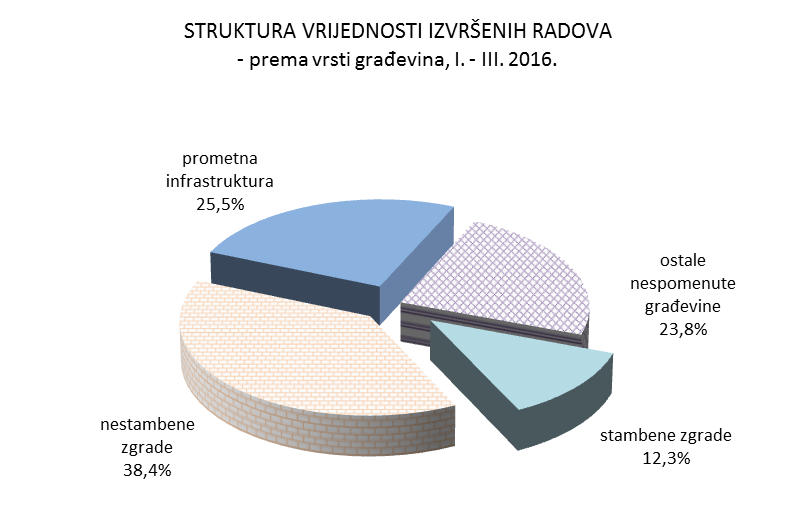 STRUKTURA VRIJEDNOSTI IZVRŠENIH RADOVA
- prema vrsti građevina, I. - III. 2016.
prometna
infrastruktura
25,5%
ostale
nespomenute
građevine
23,8%
stambene zgrade
12,3%
nestambene
zgrade
38,4%